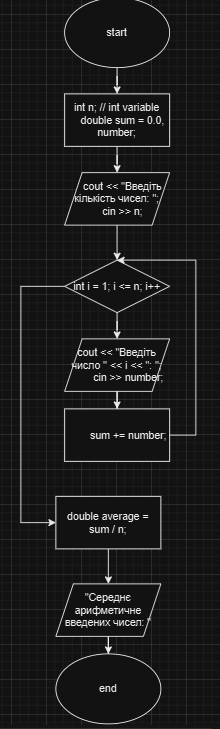 start
int n; // int variable
double sum = 0.0,
number;
cout << "Введіть
кількість чисел: ";
cin >> n;
int i = 1; i <= n; i++
cout << "Введіть
число " << i << ": ";
cin >> number;
sum += number;
double average =
sum / n;
"Середнє
арифметичне
введених чисел: "
end